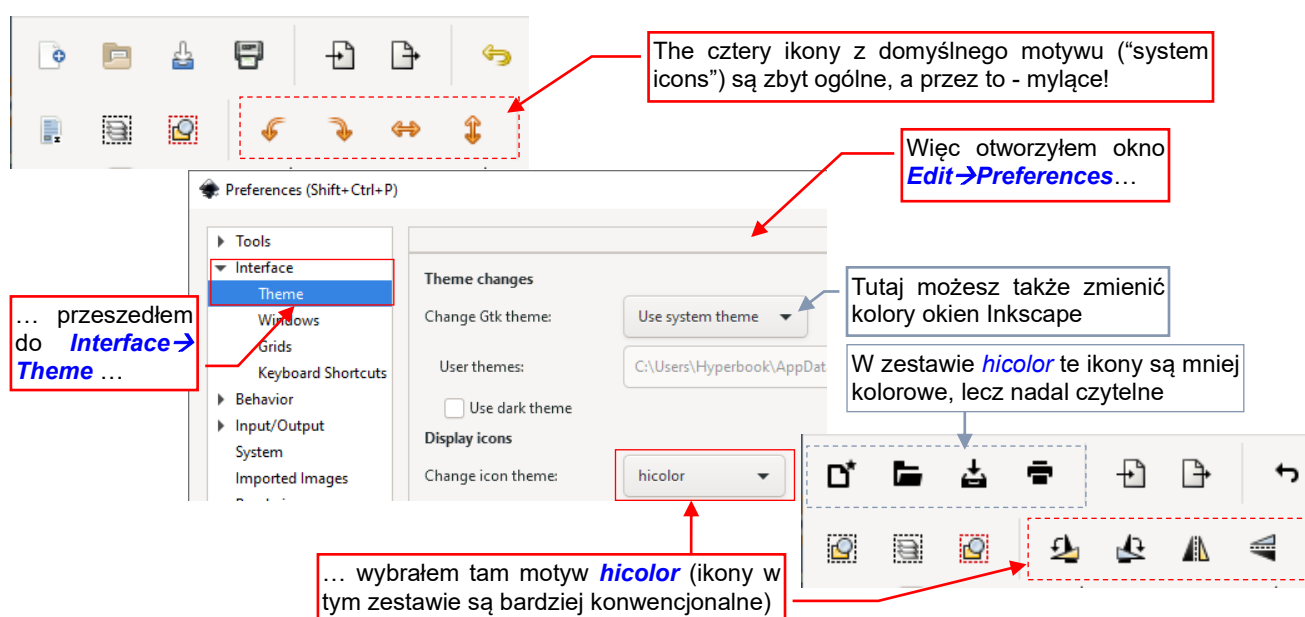 The cztery ikony z domyślnego motywu (“system
icons”) są zbyt ogólne, a przez to - mylące!
Więc otworzyłem okno
Edit→Preferences…
Preferences (Shift+Ctrl+P)
Tools
Interface
Theme
Windows
Grids
Keyboard Shortcuts
Behavior
Input/Output
System
Imported Images
Theme changes
Change Gtk theme:
Use system theme
User themes:
C:\Users\Hyperbook\AppDat
Use dark theme
Display icons
Change icon theme:
hicolor
… przeszedłem
do Interface→
Theme …
Tutaj możesz także zmienić
kolory okien Inkscape
W zestawie hicolor te ikony są mniej
kolorowe, lecz nadal czytelne
… wybrałem tam motyw hicolor (ikony w
tym zestawie są bardziej konwencjonalne)